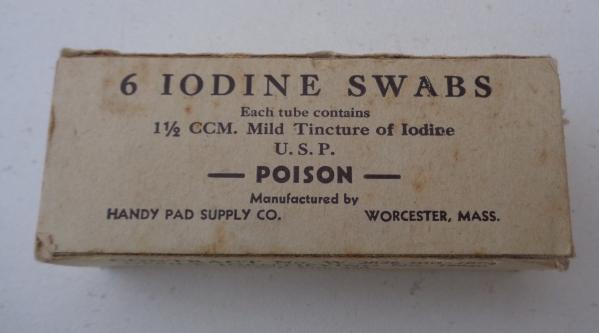 6 IODINE SWABS
Each tube contains
1½ CCM. Mild Tincture of Iodine
U. S. P.
— POISON —
Manufactured by
HANDY PAD SUPPLY CO. WORCESTER, MASS.